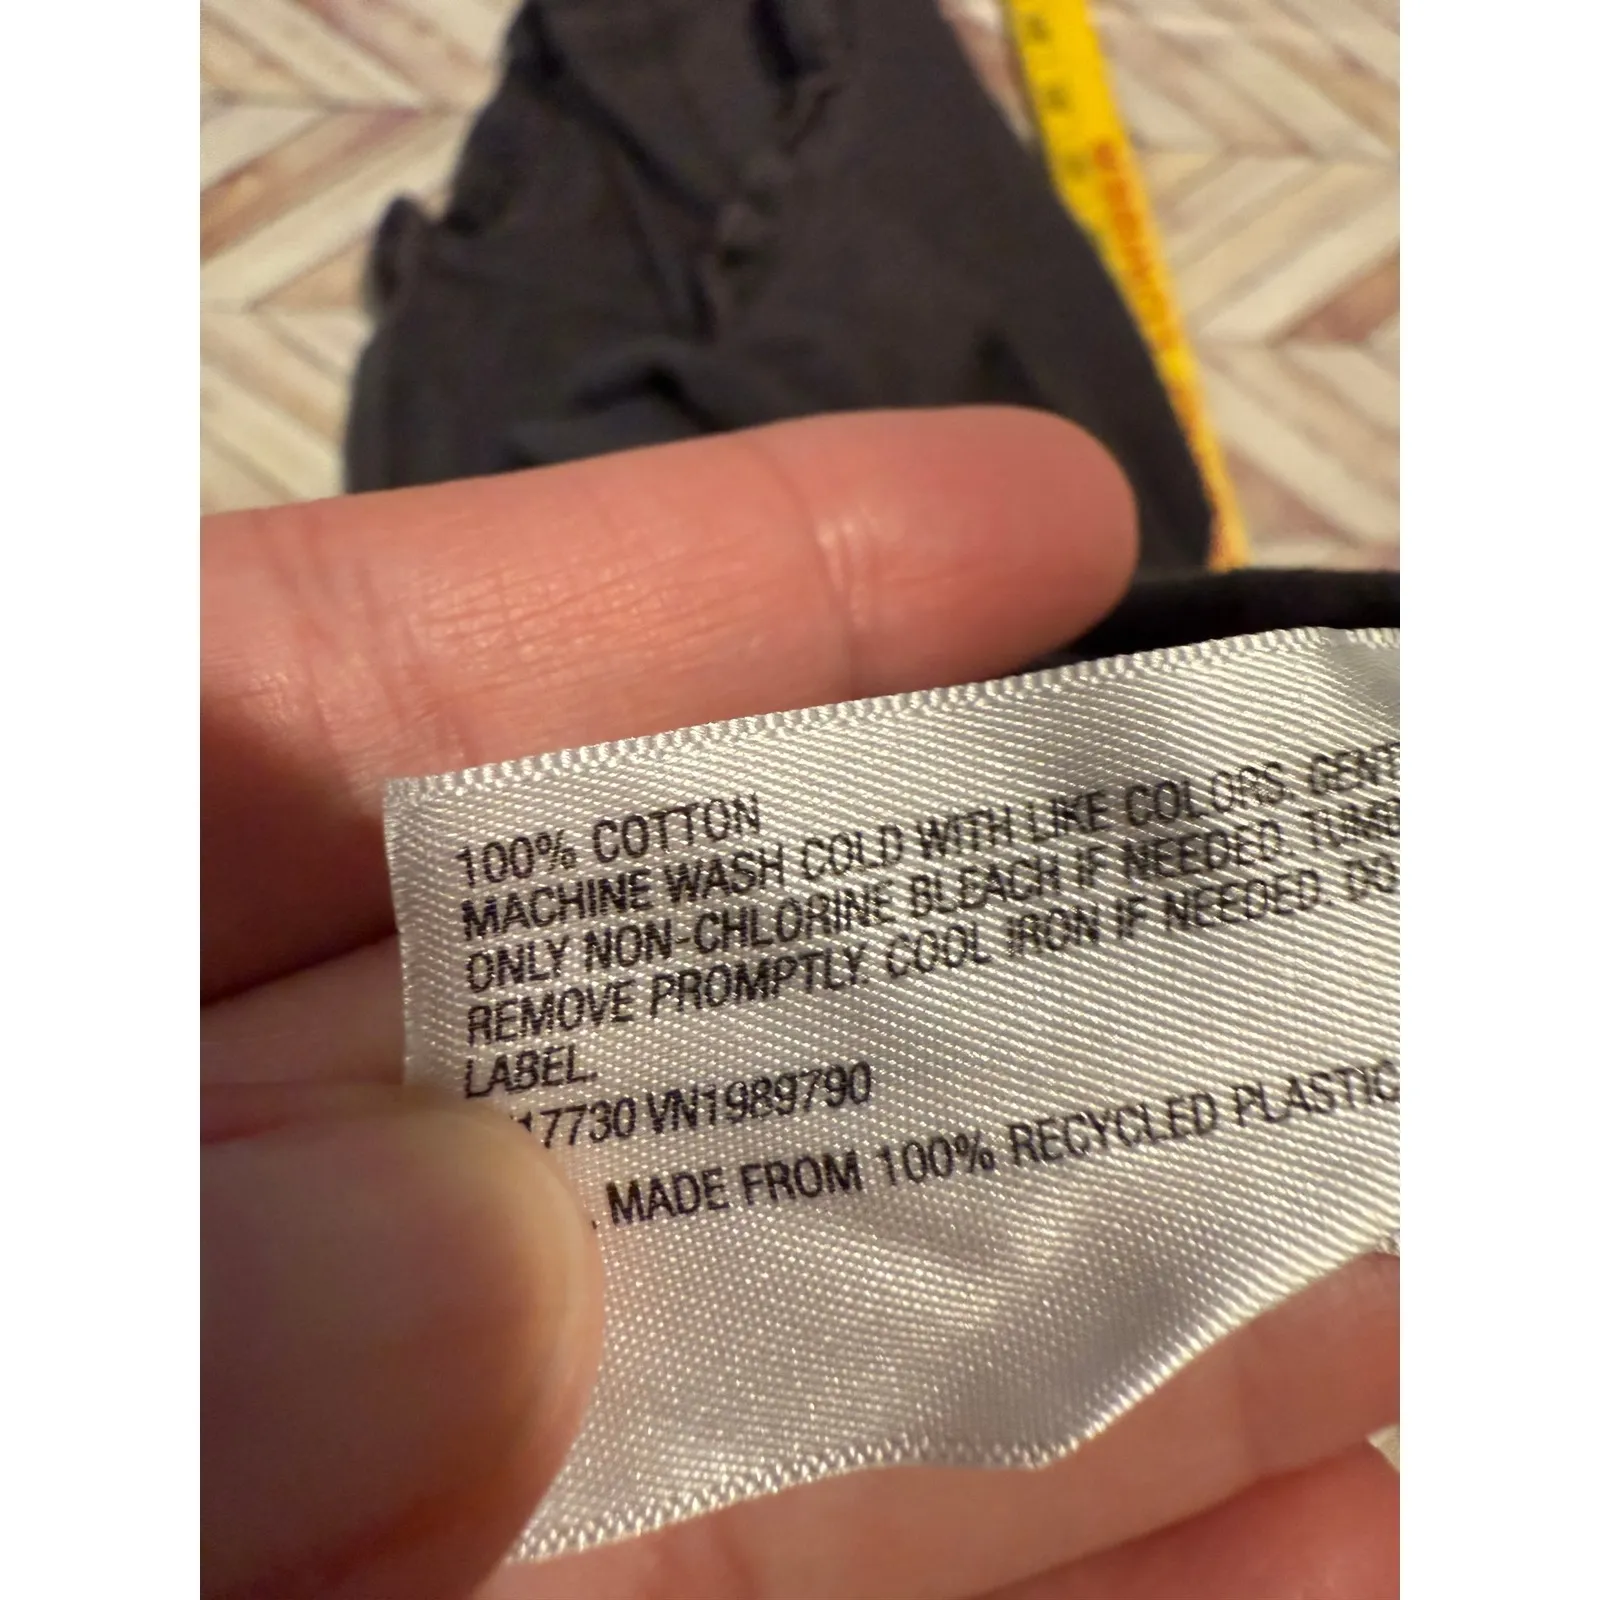 100% COTTON
MACHINE WASH COLD WITH LIKE COLORS. GENT
ONLY NON-CHLORINE BLEACH IF NEEDED. TUMB
REMOVE PROMPTLY. COOL IRON IF NEEDED. DO
LABEL.
17730 VN1989790
. MADE FROM 100% RECYCLED PLASTIC